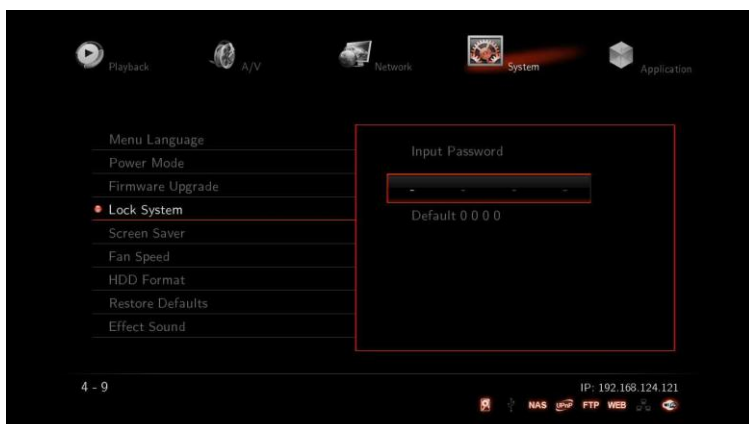 Playback
A/V
Network
System
Application
Menu Language
Power Mode
Firmware Upgrade
Lock System
Screen Saver
Fan Speed
HDD Format
Restore Defaults
Effect Sound
Input Password
- - - -
Default 0 0 0 0
4 - 9
IP: 192.168.124.121
NAS UPnP FTP WEB